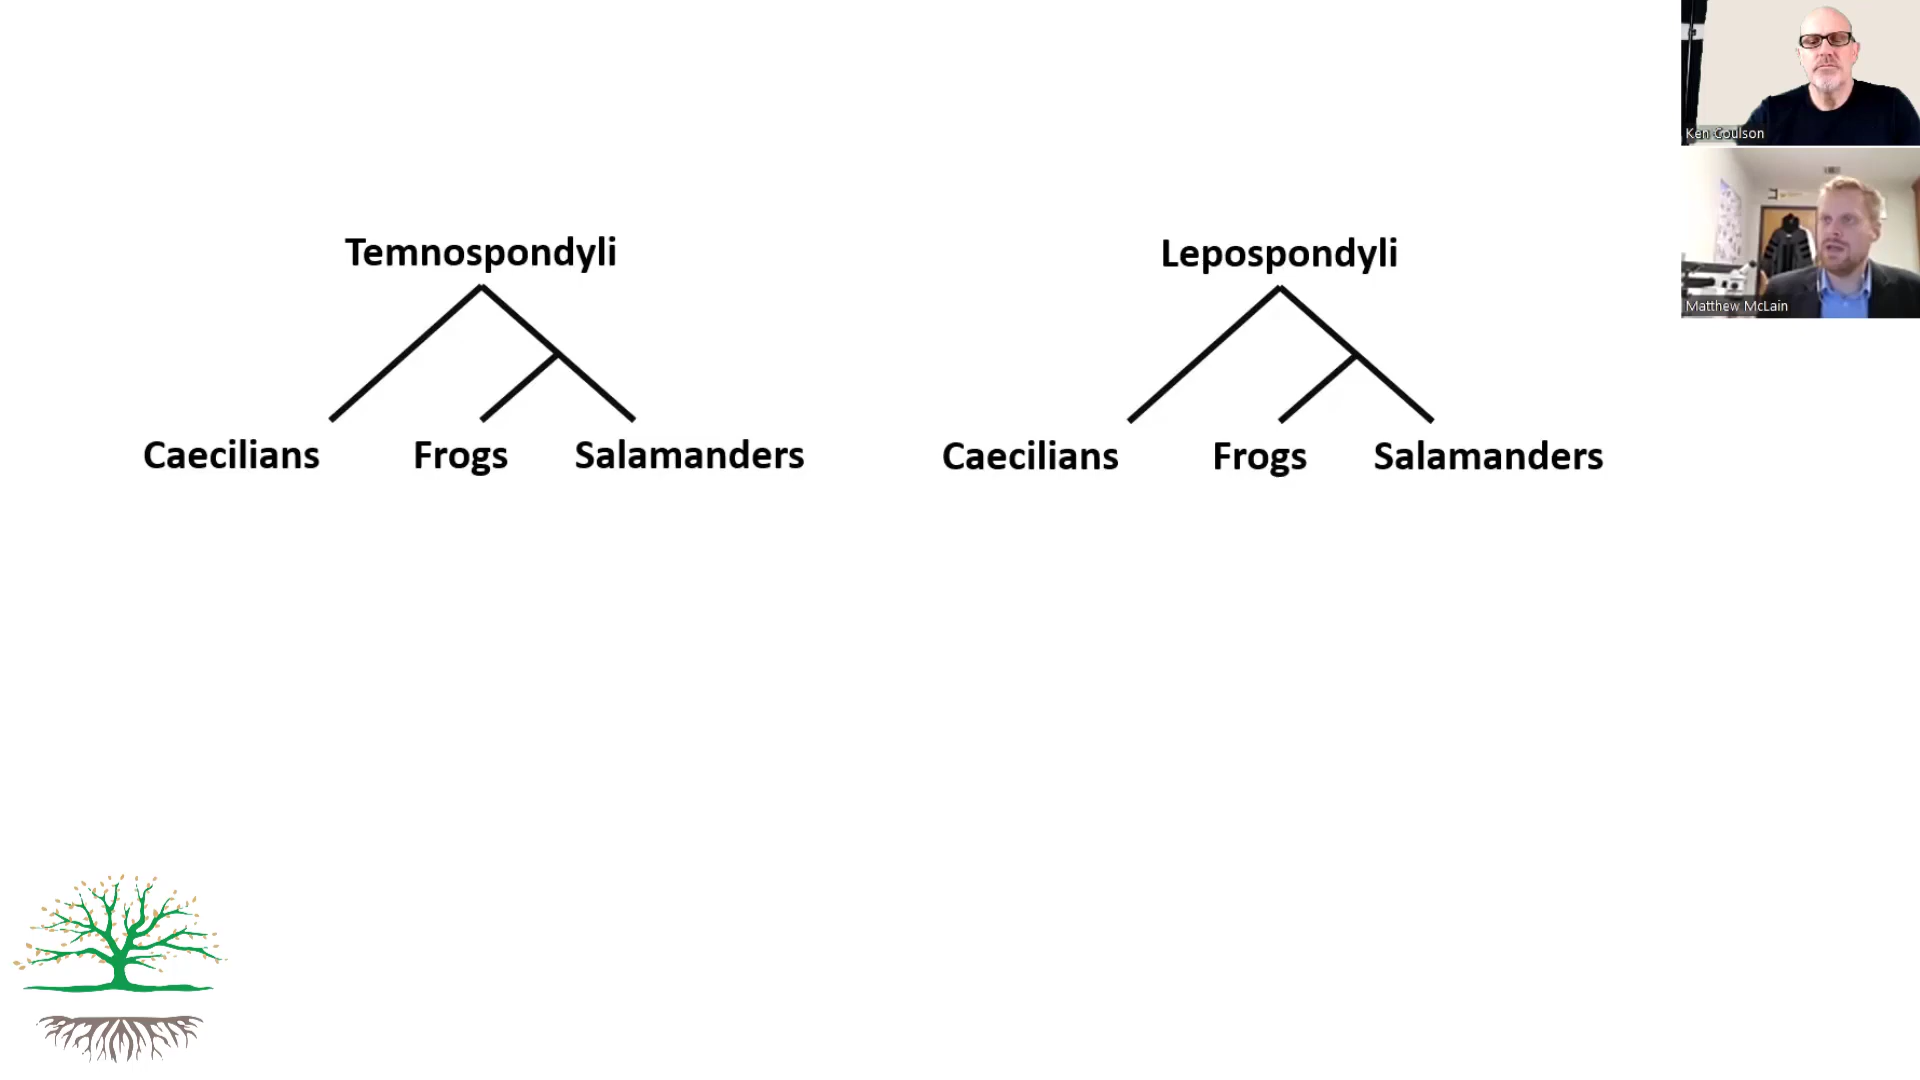 Temnospondyli
Caecilians Frogs Salamanders
Lepospondyli
Caecilians Frogs Salamanders
Ken Coulson
Matthew McLain